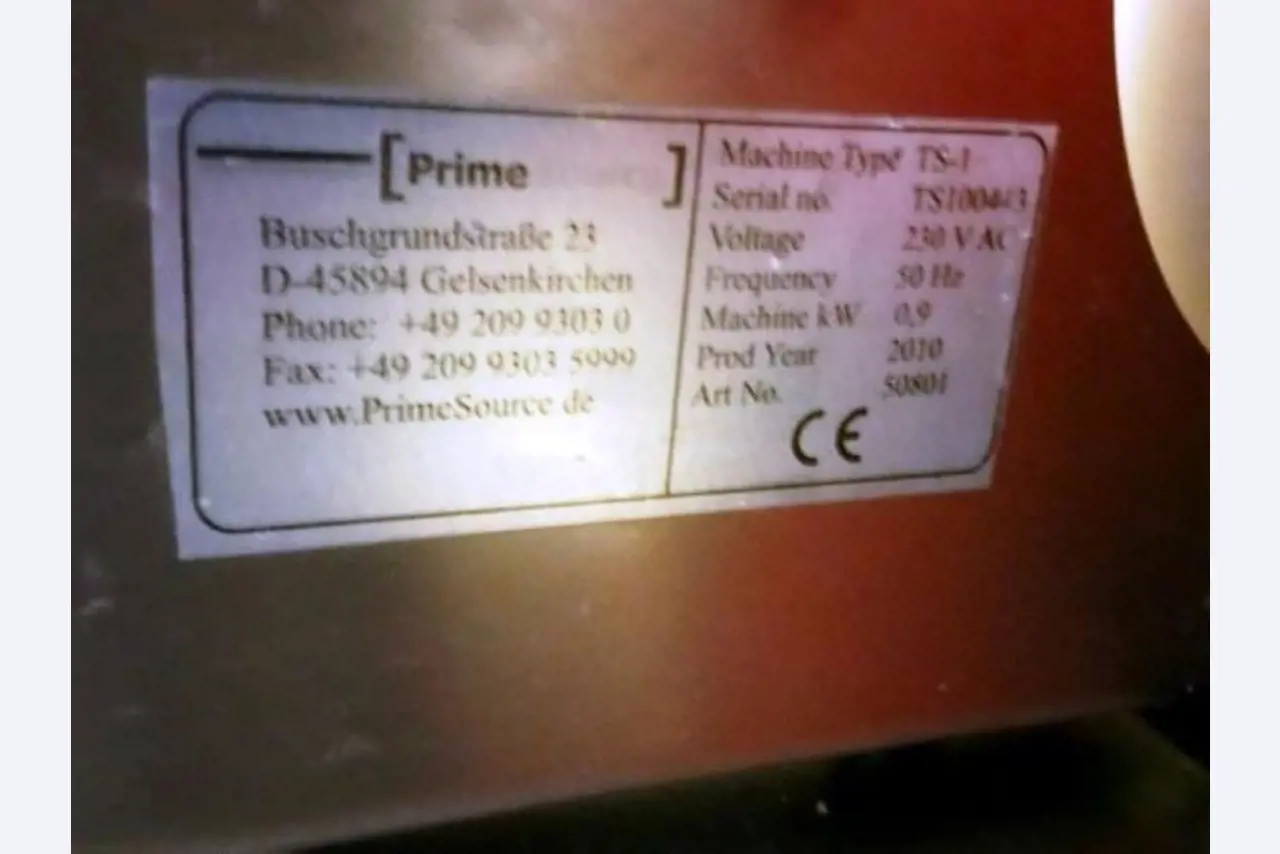 [Prime ]
Buschgrundstraße 23
D-45894 Gelsenkirchen
Phone: +49 209 9303 0
Fax: +49 209 9303 5999
www.PrimeSource de
Machine Type TS-1
Serial no.
Voltage 230 V AC
Frequency 50 Hz
Machine kW 0,9
Prod Year 2010
Art No. 50801
CE